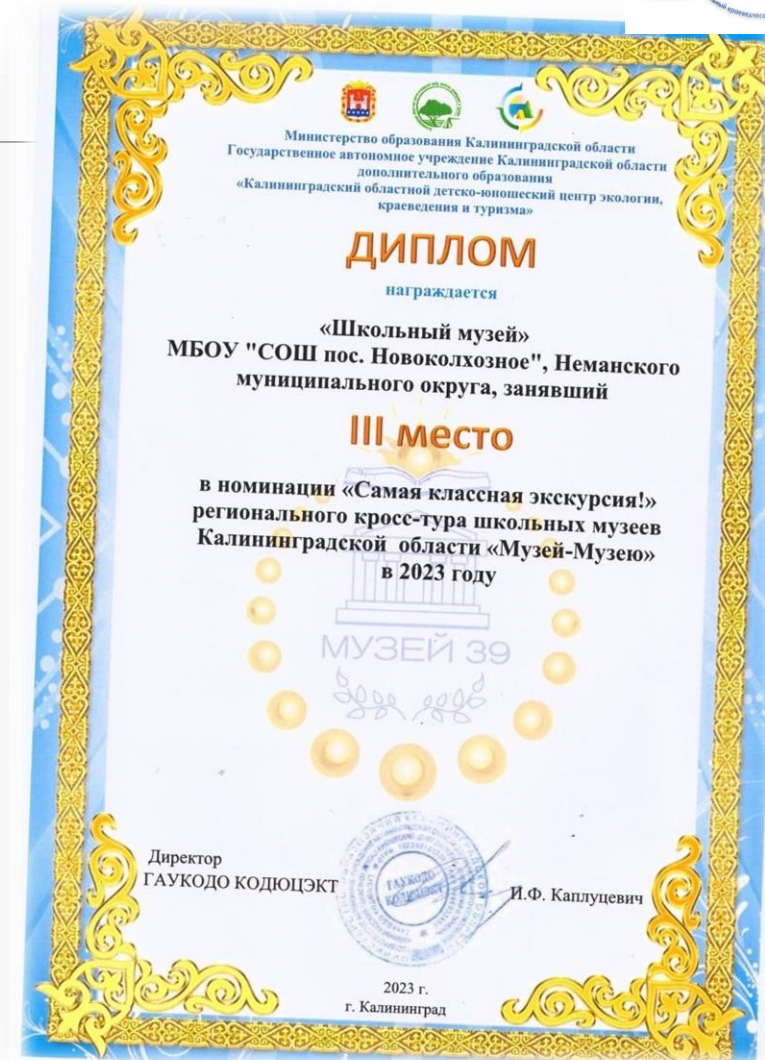 Министерство образования Калининградской области
Государственное автономное учреждение Калининградской области
дополнительного образования
«Калининградский областной детско-юношеский центр экологии,
краеведения и туризма»
ДИПЛОМ
награждается
«Школьный музей»
МБОУ "СОШ пос. Новоколхозное", Неманского
муниципального округа, занявший
III место
в номинации «Самая классная экскурсия!»
регионального кросс-тура школьных музеев
Калининградской области «Музей-Музею»
в 2023 году
МУЗЕЙ 39
Директор
ГАУКОДО КОДЮЦЭКТ
ГАУКОДО
КОДЮЦЭКТ
И.Ф. Каплуцевич
2023 г.
г. Калининград